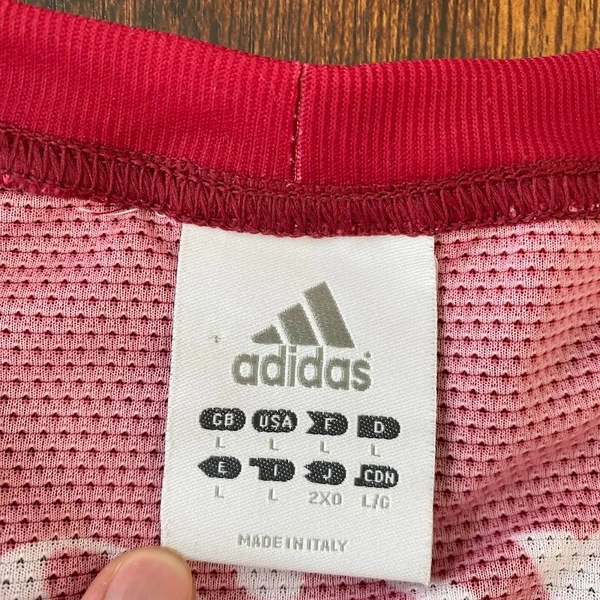 adidas
GB USA F D
L L L L
E I J CDN
L L 2XO L/G
MADE IN ITALY